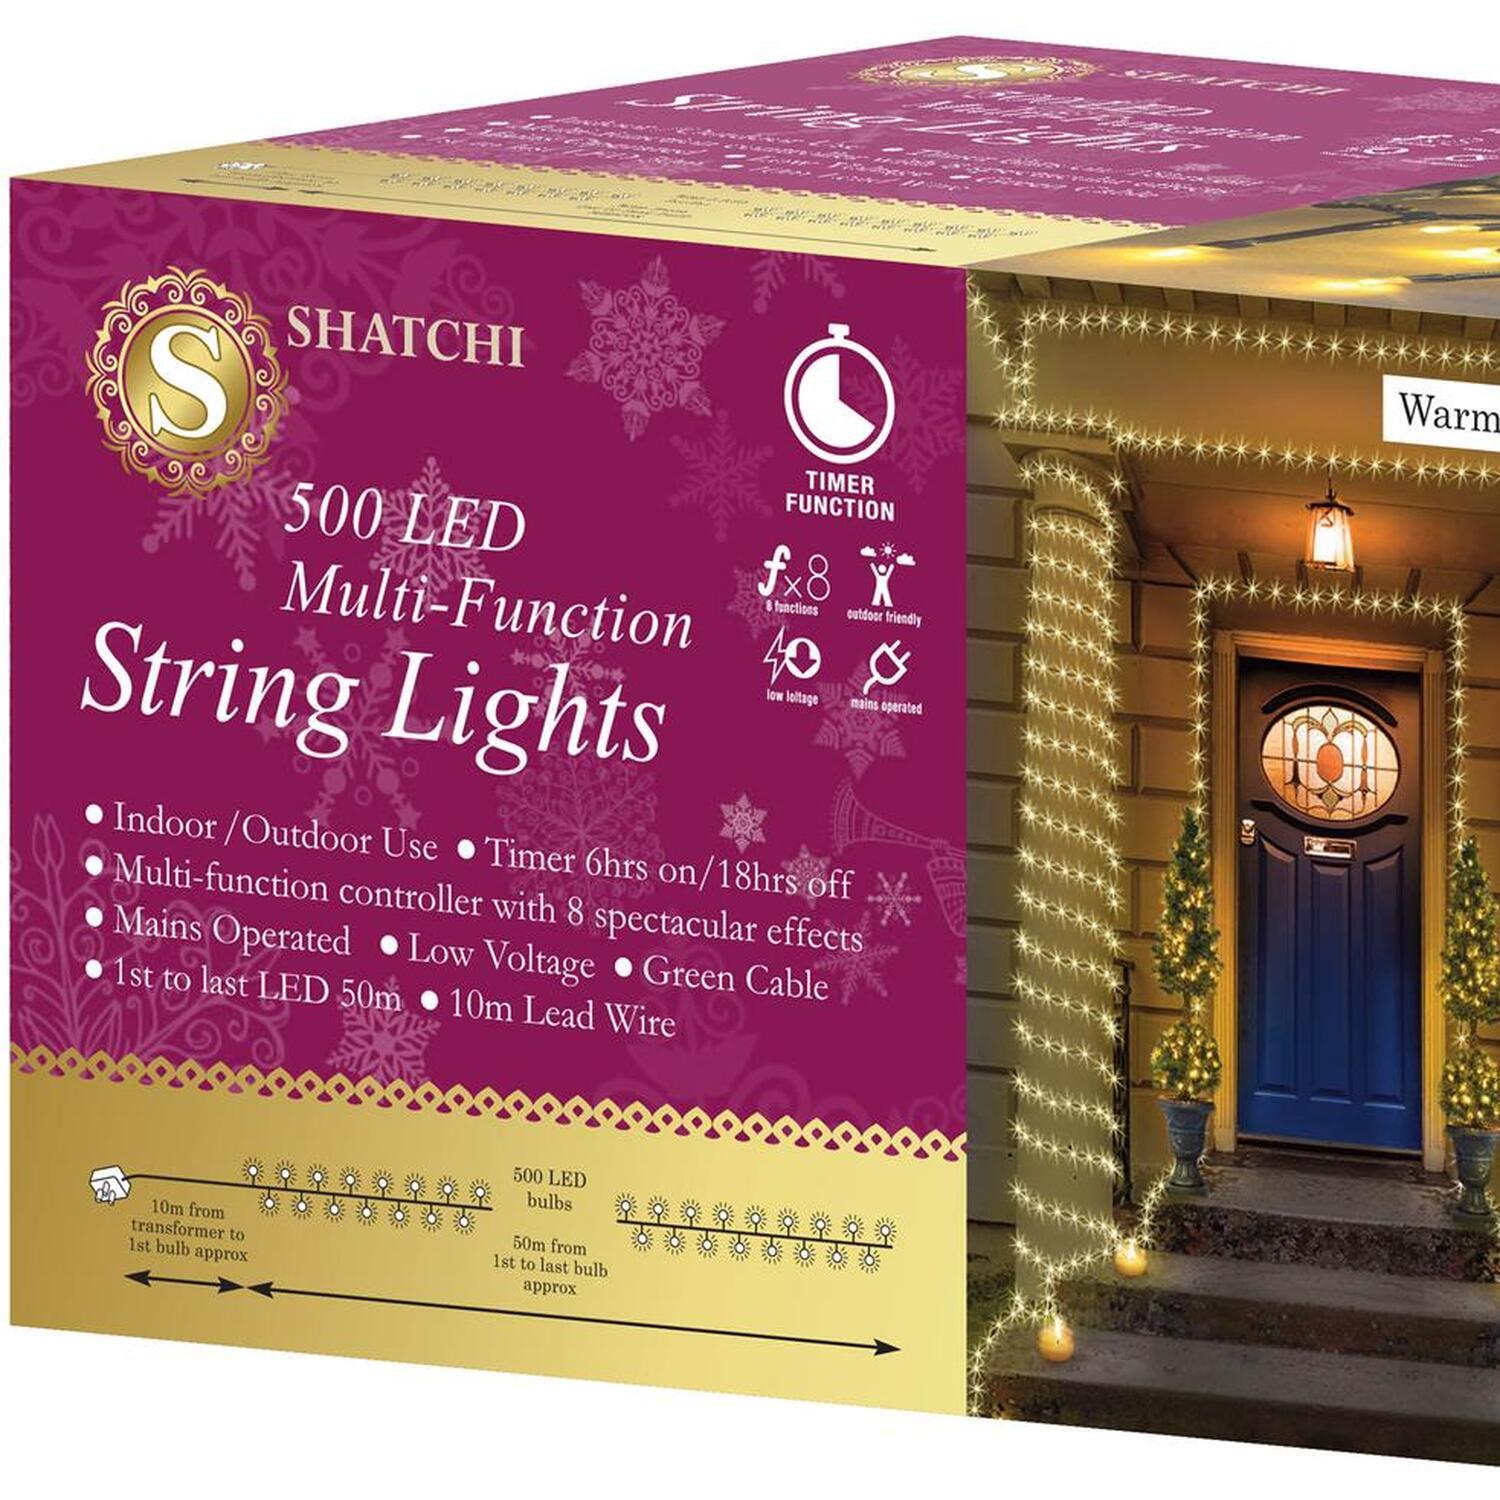 SHATCHI
String Lights
S SHATCHI
TIMER
FUNCTION
500 LED
Multi-Function
String Lights
fx8
8 functions
outdoor friendly
low loltage
mains operated
• Indoor /Outdoor Use • Timer 6hrs on/18hrs off
• Multi-function controller with 8 spectacular effects
• Mains Operated • Low Voltage • Green Cable
• 1st to last LED 50m • 10m Lead Wire
10m from
transformer to
1st bulb approx
500 LED
bulbs
50m from
1st to last bulb
approx
Warm